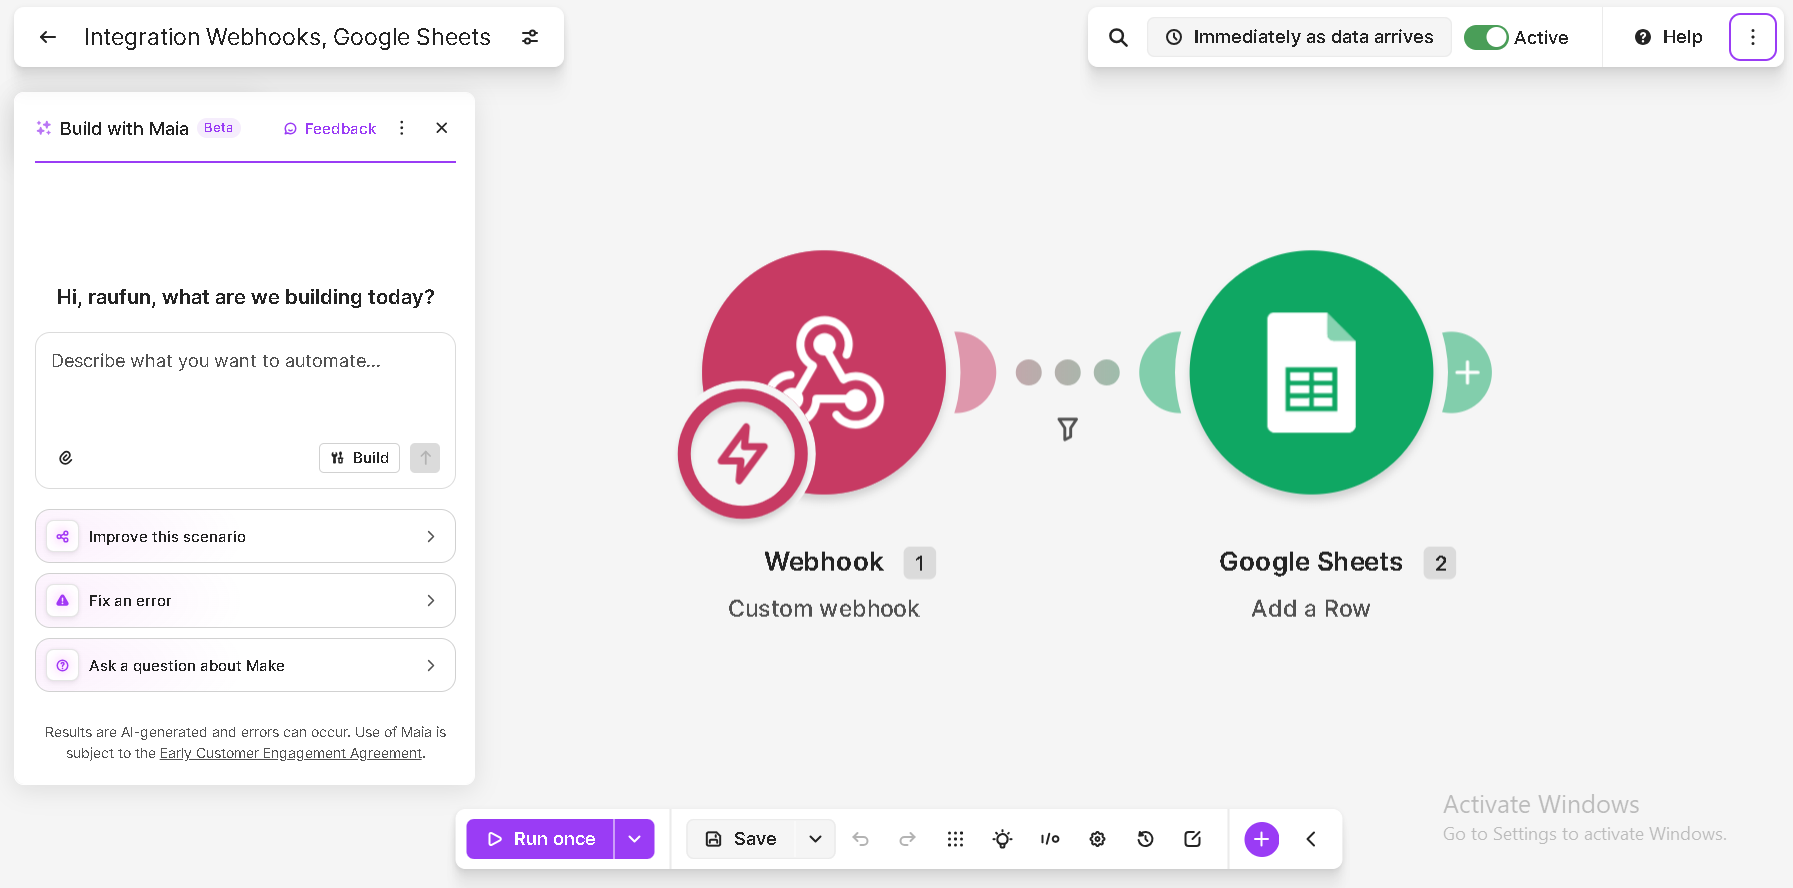 Integration Webhooks, Google Sheets
Immediately as data arrives
Active
Help
Build with Maia
Beta
Feedback
Hi, raufun, what are we building today?
Describe what you want to automate...
Build
Improve this scenario
Fix an error
Ask a question about Make
Results are AI-generated and errors can occur. Use of Maia is
subject to the Early Customer Engagement Agreement.
Webhook 1
Custom webhook
Google Sheets 2
Add a Row
Run once
Save
Activate Windows
Go to Settings to activate Windows.